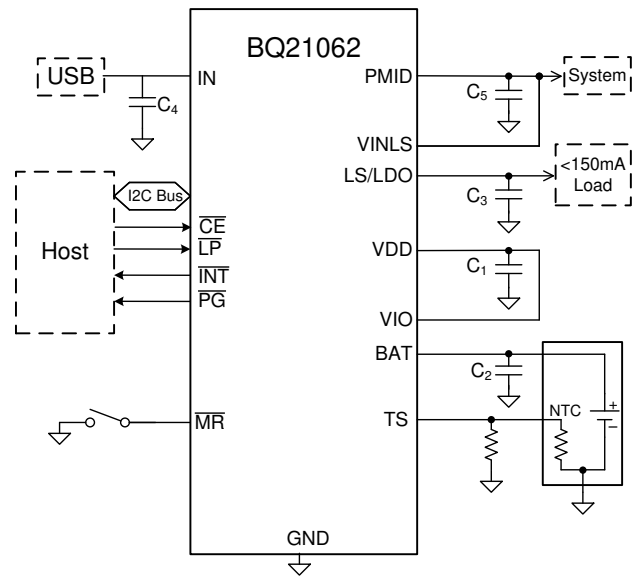 BQ21062
USB
IN
PMID
System
C4
C5
VINLS
I2C Bus
LS/LDO
<150mA
Load
C3
Host
CE
LP
INT
PG
VDD
C1
VIO
BAT
C2
MR
TS
NTC
+
−
GND